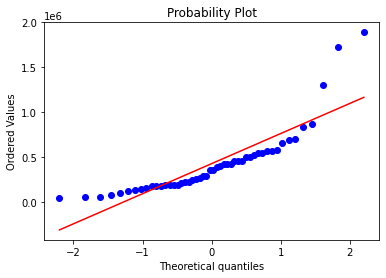 Probability Plot
1e6
2.0
1.5
1.0
0.5
0.0
Ordered Values
−2
−1
0
1
2
Theoretical quantiles